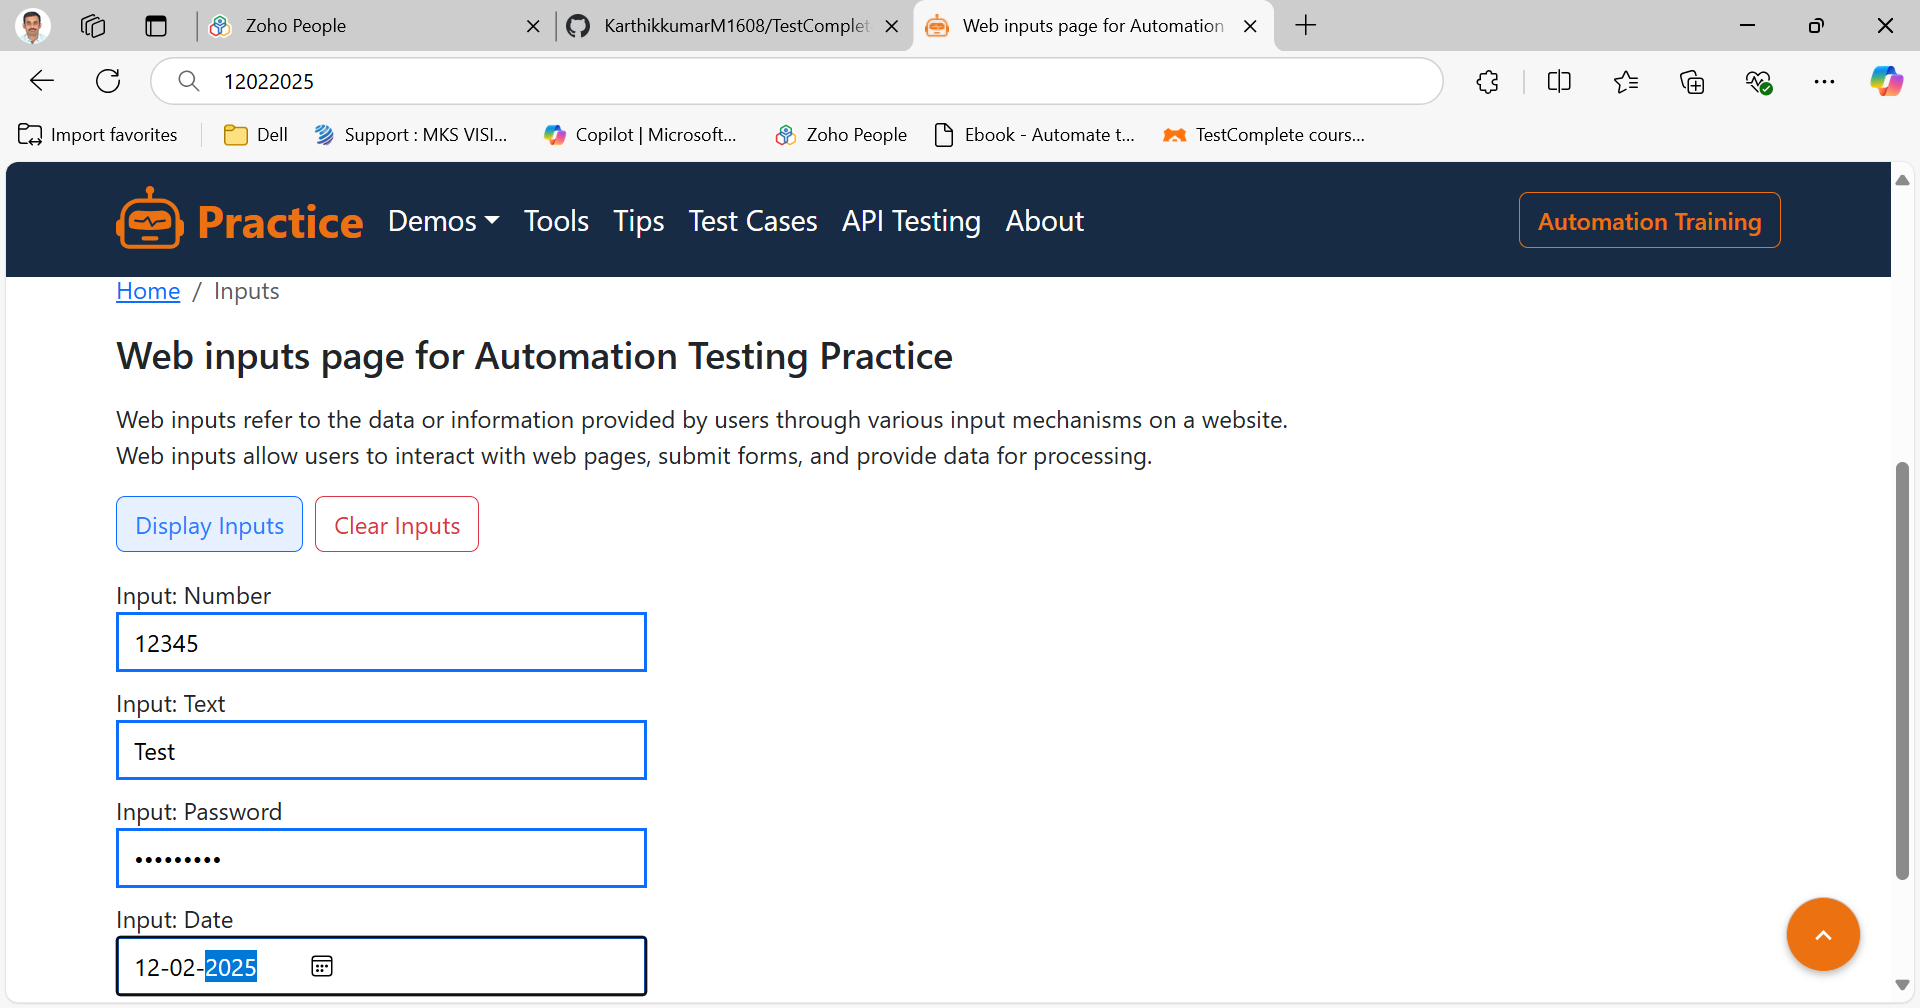 Zoho People
KarthikkumarM1608/TestComplet
Web inputs page for Automation
12022025
Import favorites
Dell
Support : MKS VISI...
Copilot | Microsoft...
Zoho People
Ebook - Automate t...
TestComplete cours...
Practice
Demos
Tools
Tips
Test Cases
API Testing
About
Automation Training
Home / Inputs
Web inputs page for Automation Testing Practice
Web inputs refer to the data or information provided by users through various input mechanisms on a website.
Web inputs allow users to interact with web pages, submit forms, and provide data for processing.
Display Inputs
Clear Inputs
Input: Number
12345
Input: Text
Test
Input: Password
•••••••••
Input: Date
12-02-2025